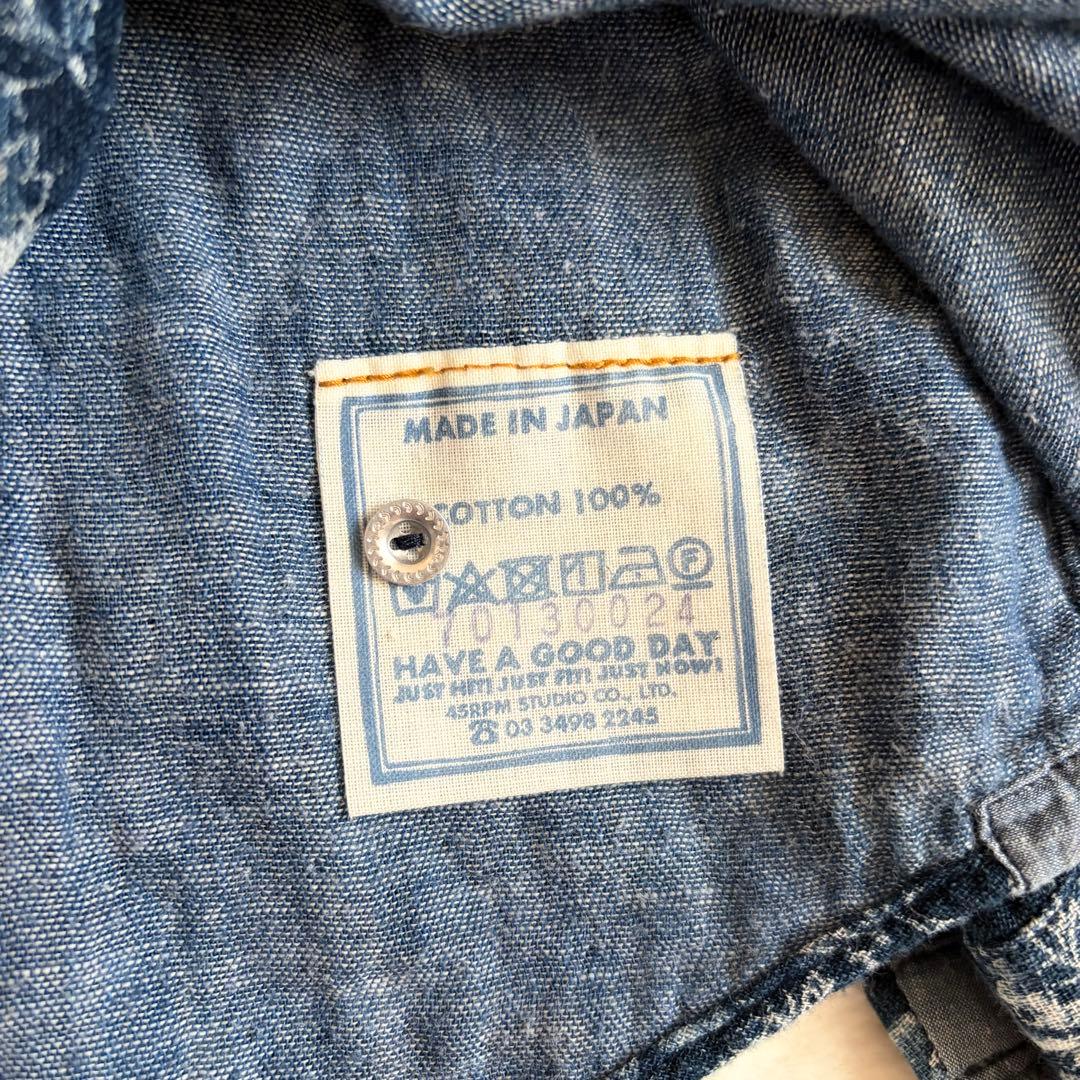 MADE IN JAPAN
COTTON 100%
F
70130024
HAVE A GOOD DAY
JUST HIT! JUST FIT! JUST NOW!
45RPM STUDIO CO., LTD.
☎ 03 3498 2245